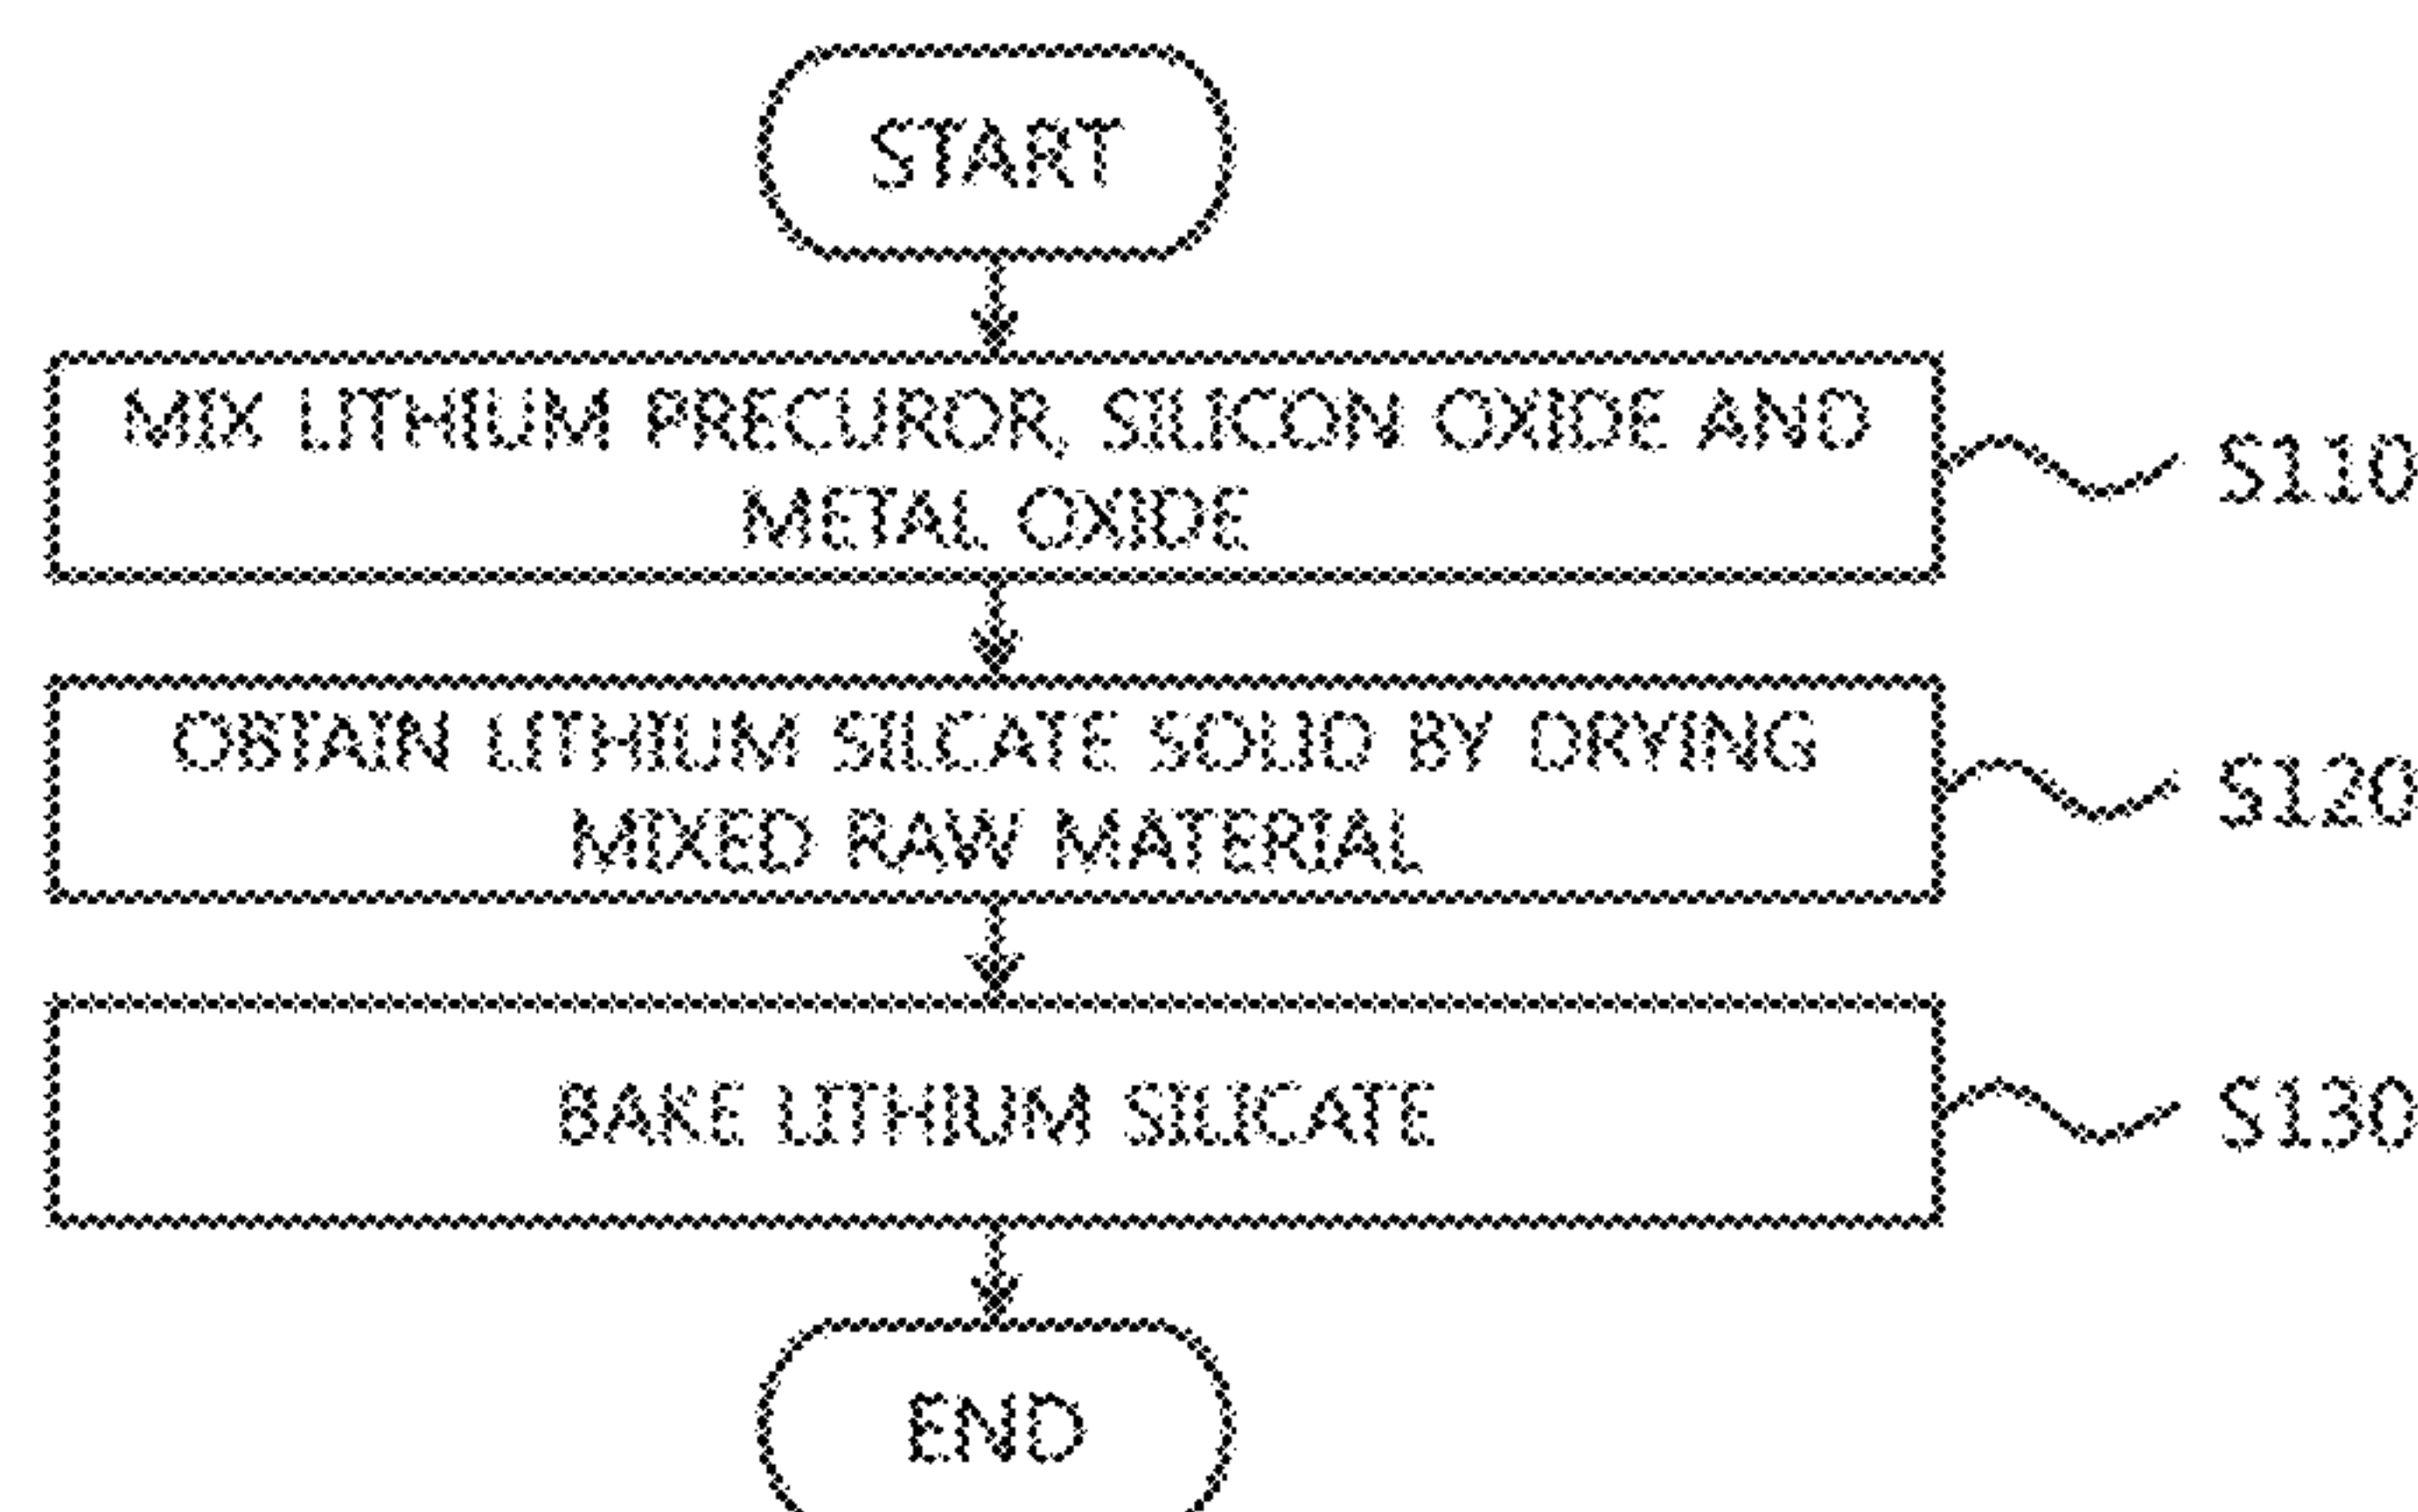 START
MIX LITHIUM PRECUROR, SILICON OXIDE AND
METAL OXIDE
S110
OBTAIN LITHIUM SILCATE SOLID BY DRYING
MIXED RAW MATERIAL
S120
BAKE LITHIUM SILICATE
S130
END